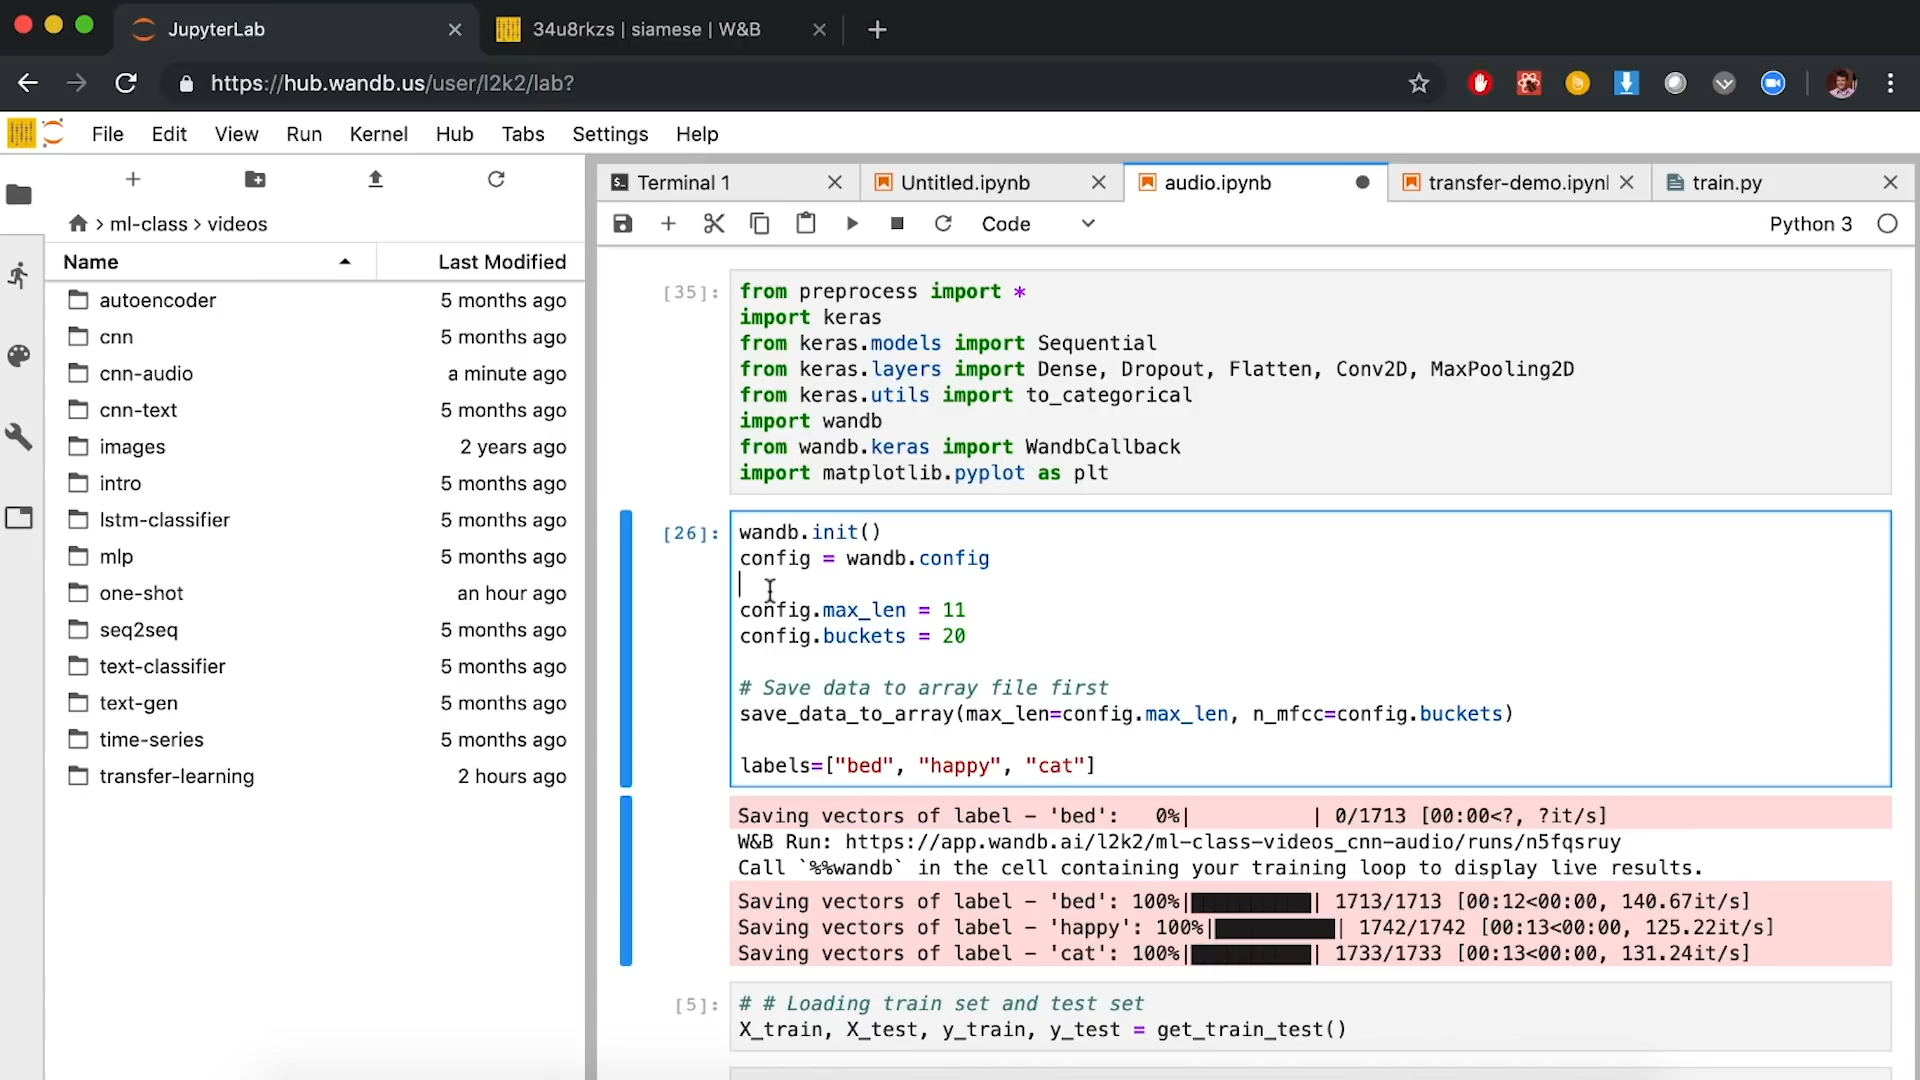 JupyterLab
34u8rkzs | siamese | W&B
https://hub.wandb.us/user/l2k2/lab?
File Edit View Run Kernel Hub Tabs Settings Help
> ml-class > videos
Name Last Modified
autoencoder 5 months ago
cnn 5 months ago
cnn-audio a minute ago
cnn-text 5 months ago
images 2 years ago
intro 5 months ago
lstm-classifier 5 months ago
mlp 5 months ago
one-shot an hour ago
seq2seq 5 months ago
text-classifier 5 months ago
text-gen 5 months ago
time-series 5 months ago
transfer-learning 2 hours ago
Terminal 1 Untitled.ipynb audio.ipynb transfer-demo.ipynl train.py
Code Python 3
[35]: from preprocess import *
import keras
from keras.models import Sequential
from keras.layers import Dense, Dropout, Flatten, Conv2D, MaxPooling2D
from keras.utils import to_categorical
import wandb
from wandb.keras import WandbCallback
import matplotlib.pyplot as plt
[26]: wandb.init()
config = wandb.config
config.max_len = 11
config.buckets = 20
# Save data to array file first
save_data_to_array(max_len=config.max_len, n_mfcc=config.buckets)
labels=["bed", "happy", "cat"]
Saving vectors of label - 'bed':   0%|          | 0/1713 [00:00<?, ?it/s]
W&B Run: https://app.wandb.ai/l2k2/ml-class-videos_cnn-audio/runs/n5fqsruy
Call `%%wandb` in the cell containing your training loop to display live results.
Saving vectors of label - 'bed': 100%|██████████| 1713/1713 [00:12<00:00, 140.67it/s]
Saving vectors of label - 'happy': 100%|██████████| 1742/1742 [00:13<00:00, 125.22it/s]
Saving vectors of label - 'cat': 100%|██████████| 1733/1733 [00:13<00:00, 131.24it/s]
[5]: # # Loading train set and test set
X_train, X_test, y_train, y_test = get_train_test()